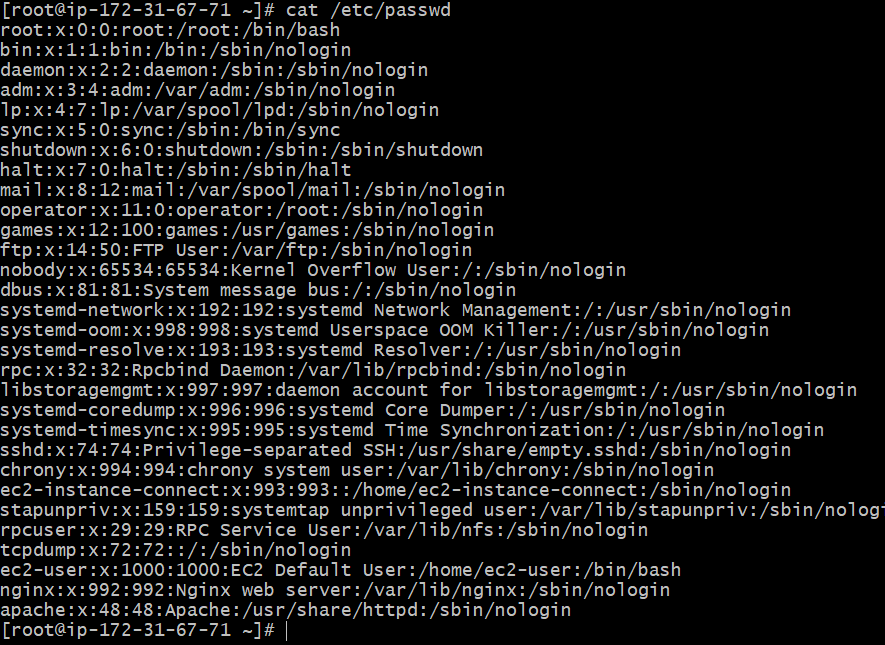 [root@ip-172-31-67-71 ~]# cat /etc/passwd
root:x:0:0:root:/root:/bin/bash
bin:x:1:1:bin:/bin:/sbin/nologin
daemon:x:2:2:daemon:/sbin:/sbin/nologin
adm:x:3:4:adm:/var/adm:/sbin/nologin
lp:x:4:7:lp:/var/spool/lpd:/sbin/nologin
sync:x:5:0:sync:/sbin:/bin/sync
shutdown:x:6:0:shutdown:/sbin:/sbin/shutdown
halt:x:7:0:halt:/sbin:/sbin/halt
mail:x:8:12:mail:/var/spool/mail:/sbin/nologin
operator:x:11:0:operator:/root:/sbin/nologin
games:x:12:100:games:/usr/games:/sbin/nologin
ftp:x:14:50:FTP User:/var/ftp:/sbin/nologin
nobody:x:65534:65534:Kernel Overflow User:/:/sbin/nologin
dbus:x:81:81:System message bus:/:/sbin/nologin
systemd-network:x:192:192:systemd Network Management:/:/usr/sbin/nologin
systemd-oom:x:998:998:systemd Userspace OOM Killer:/:/usr/sbin/nologin
systemd-resolve:x:193:193:systemd Resolver:/:/usr/sbin/nologin
rpc:x:32:32:Rpcbind Daemon:/var/lib/rpcbind:/sbin/nologin
libstoragemgmt:x:997:997:daemon account for libstoragemgmt:/:/usr/sbin/nologin
systemd-coredump:x:996:996:systemd Core Dumper:/:/usr/sbin/nologin
systemd-timesync:x:995:995:systemd Time Synchronization:/:/usr/sbin/nologin
sshd:x:74:74:Privilege-separated SSH:/usr/share/empty.sshd:/sbin/nologin
chrony:x:994:994:chrony system user:/var/lib/chrony:/sbin/nologin
ec2-instance-connect:x:993:993::/home/ec2-instance-connect:/sbin/nologin
stapunpriv:x:159:159:systemtap unprivileged user:/var/lib/stapunpriv:/sbin/nologi
rpcuser:x:29:29:RPC Service User:/var/lib/nfs:/sbin/nologin
tcpdump:x:72:72::/:/sbin/nologin
ec2-user:x:1000:1000:EC2 Default User:/home/ec2-user:/bin/bash
nginx:x:992:992:Nginx web server:/var/lib/nginx:/sbin/nologin
apache:x:48:48:Apache:/usr/share/httpd:/sbin/nologin
[root@ip-172-31-67-71 ~]#